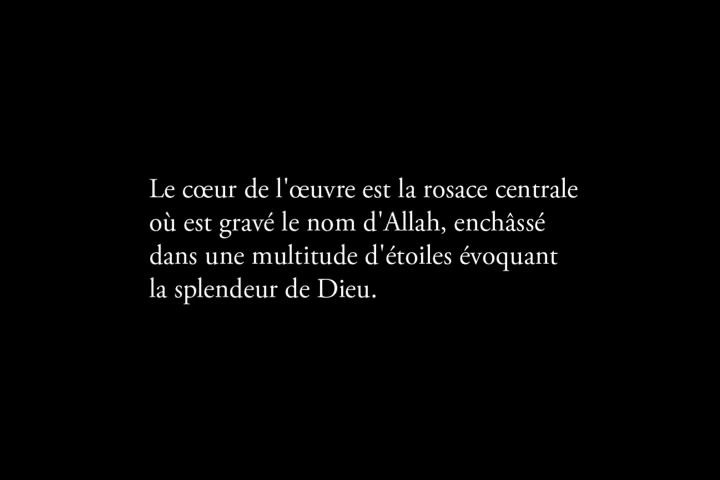 Le cœur de l'œuvre est la rosace centrale
où est gravé le nom d'Allah, enchâssé
dans une multitude d'étoiles évoquant
la splendeur de Dieu.